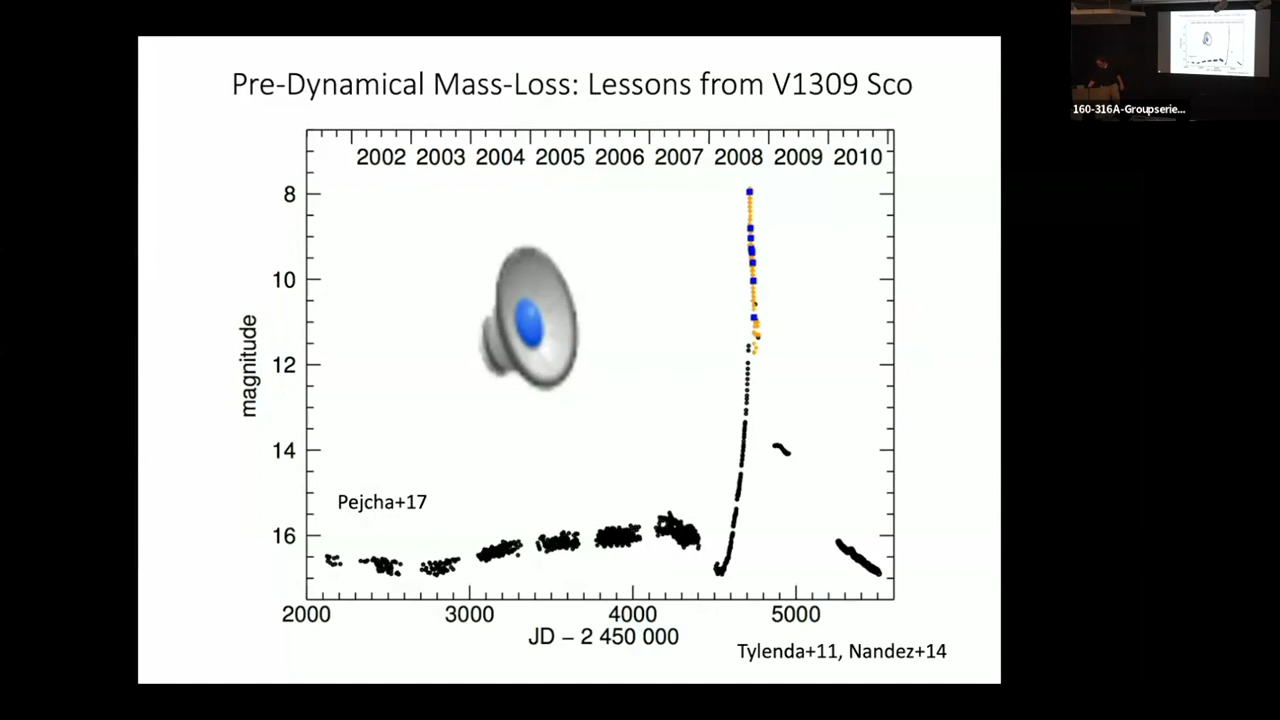 Pre-Dynamical Mass-Loss: Lessons from V1309 Sco
2002 2003 2004 2005 2006 2007 2008 2009 2010
8
10
12
14
16
magnitude
Pejcha+17
2000 3000 4000 5000
JD – 2 450 000
Tylenda+11, Nandez+14
160-316A-Groupserie...